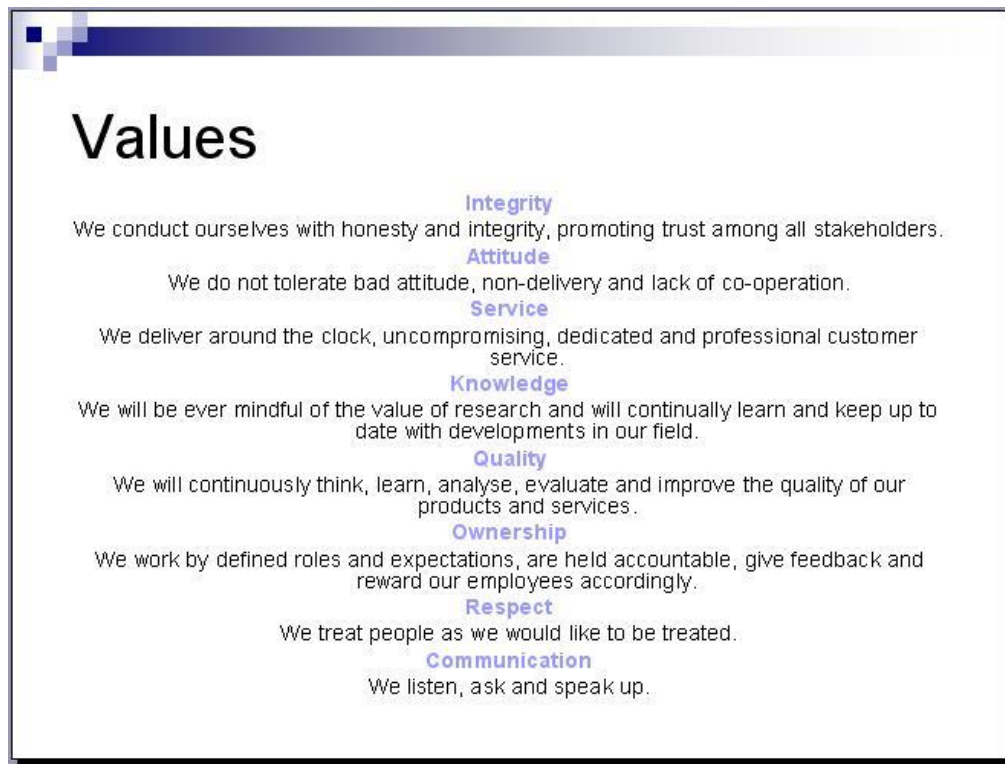 Values
Integrity
We conduct ourselves with honesty and integrity, promoting trust among all stakeholders.
Attitude
We do not tolerate bad attitude, non-delivery and lack of co-operation.
Service
We deliver around the clock, uncompromising, dedicated and professional customer
service.
Knowledge
We will be ever mindful of the value of research and will continually learn and keep up to
date with developments in our field.
Quality
We will continuously think, learn, analyse, evaluate and improve the quality of our
products and services.
Ownership
We work by defined roles and expectations, are held accountable, give feedback and
reward our employees accordingly.
Respect
We treat people as we would like to be treated.
Communication
We listen, ask and speak up.